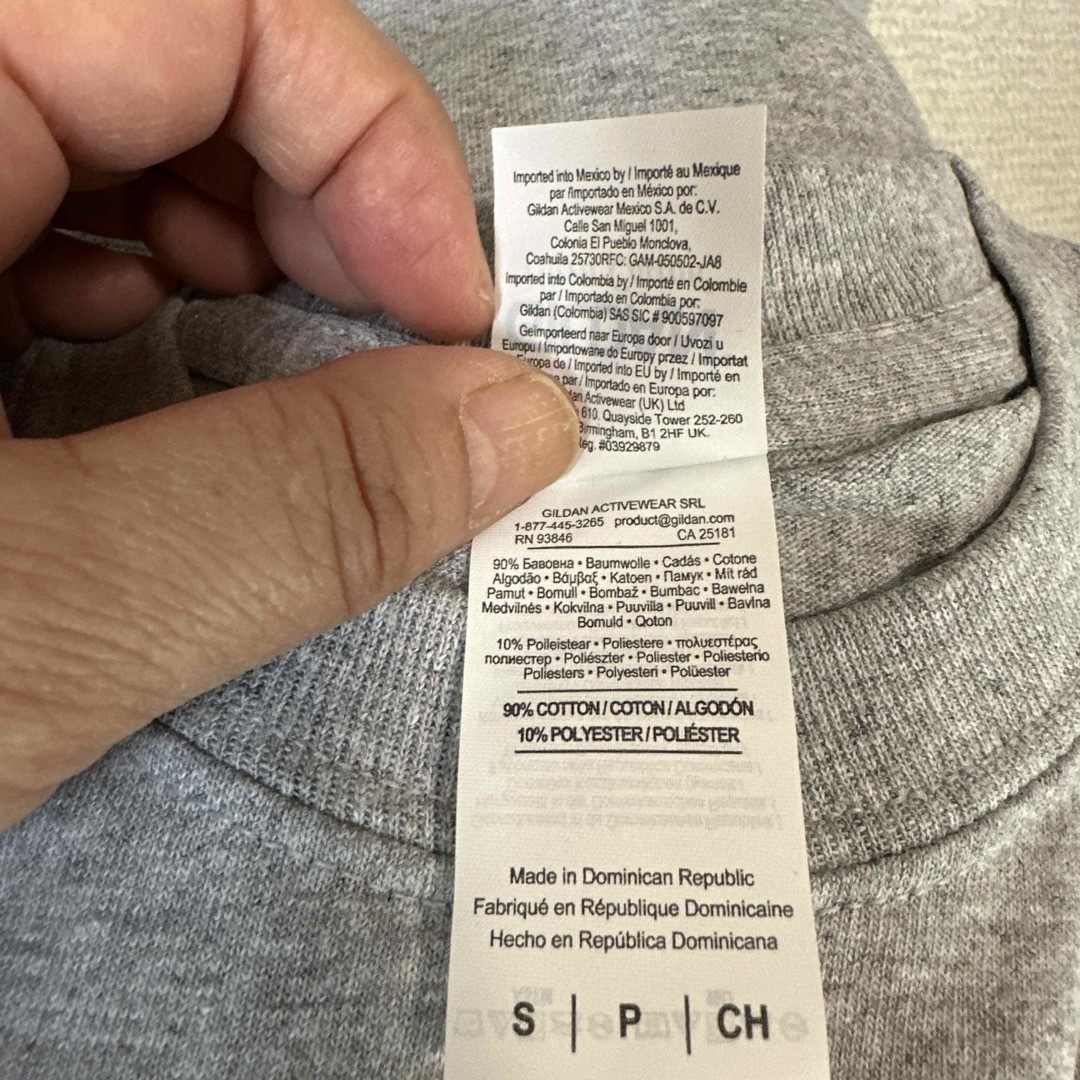 Imported into Mexico by / Importé au Mexique
par /Importado en México por:
Gildan Activewear Mexico S.A. de C.V.
Calle San Miguel 1001,
Colonia El Pueblo Monclova,
Coahuila 25730RFC: GAM-050502-JA8
Imported into Colombia by / Importé en Colombie
par / Importado en Colombia por:
Gildan (Colombia) SAS SIC # 900597097
Geïmporteerd naar Europa door / Uvozi u
Europu / Importowane do Europy przez / Importat
de / Imported into EU by / Importé en
par / Importado en Europa por:
Activewear (UK) Ltd
610. Quayside Tower 252-260
Birmingham, B1 2HF UK.
Reg. #03929879
GILDAN ACTIVEWEAR SRL
1-877-445-3265 product@gildan.com
RN 93846 CA 25181
90% Бавовна • Baumwolle • Cadás • Cotone
Algodão • Βάμβαξ • Katoen • Памук • Mít rád
Pamut • Bomull • Bombaž • Bumbac • Bawełna
Medvilnės • Kokvilna • Puuvilla • Puuvill • Bavlna
Bomuld • Qoton
10% Poileistear • Poliestere • πολυεστέρας
полиестер • Poliészter • Poliester • Poliesterio
Poliesters • Polyesteri • Polüester
90% COTTON / COTON / ALGODÓN
10% POLYESTER / POLIÉSTER
Made in Dominican Republic
Fabriqué en République Dominicaine
Hecho en República Dominicana
S | P | CH